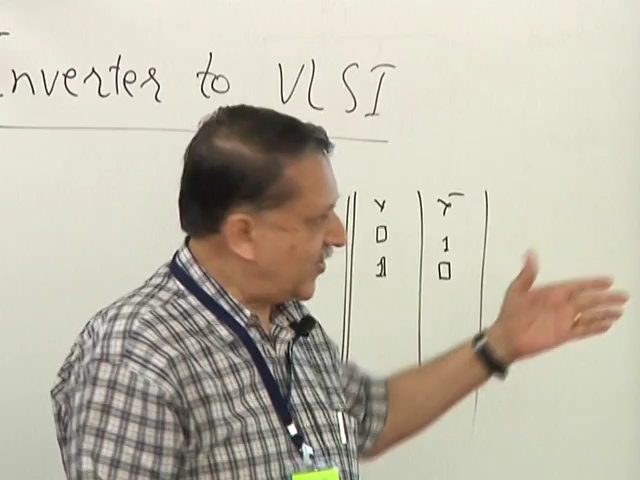 Inverter to VLSI
Y Y̅
0 1
1 0